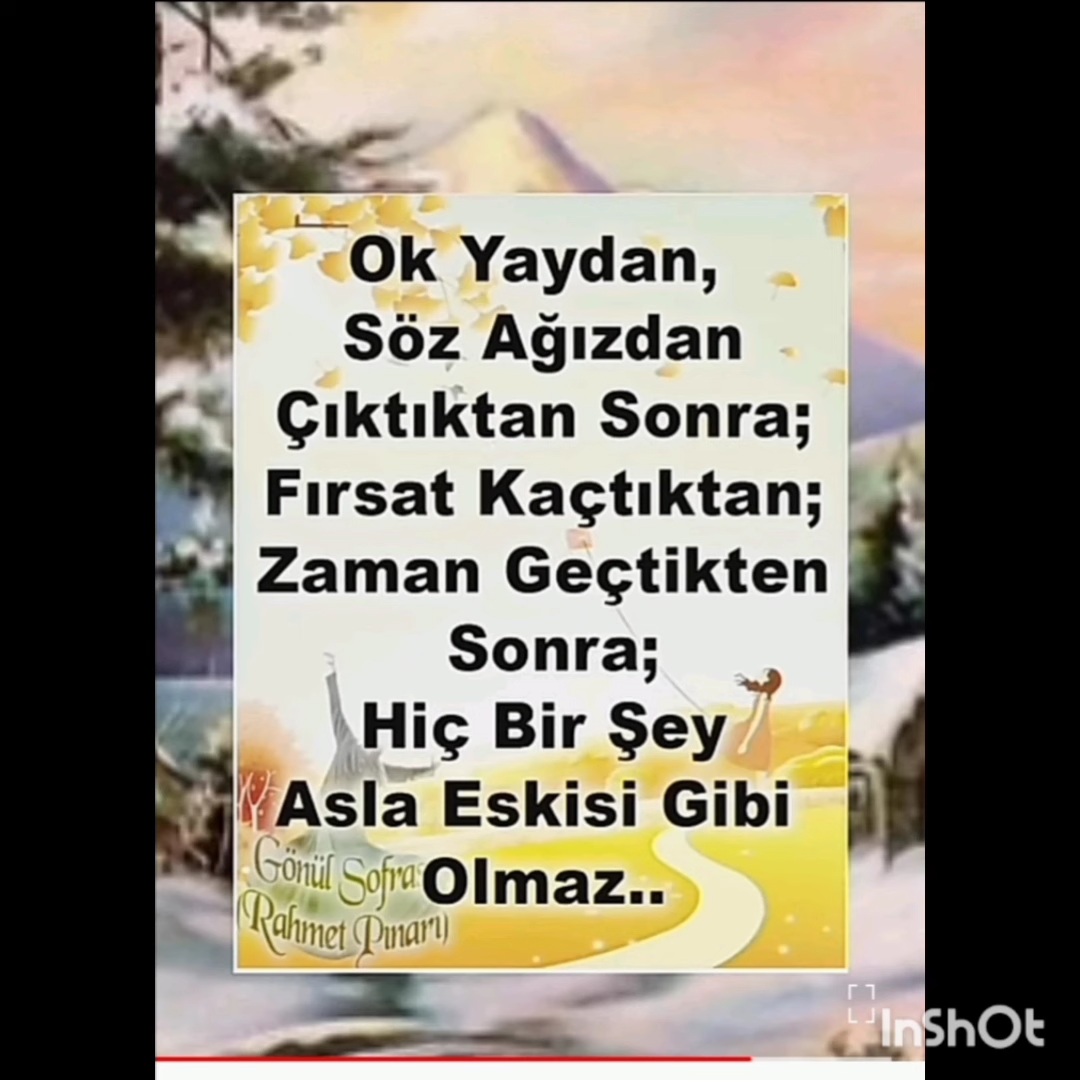 Ok Yaydan,
Söz Ağızdan
Çıktıktan Sonra;
Fırsat Kaçtıktan;
Zaman Geçtikten
Sonra;
Hiç Bir Şey
Asla Eskisi Gibi
Olmaz..
Gönül
(Rahmet Pınarı)
InShOt